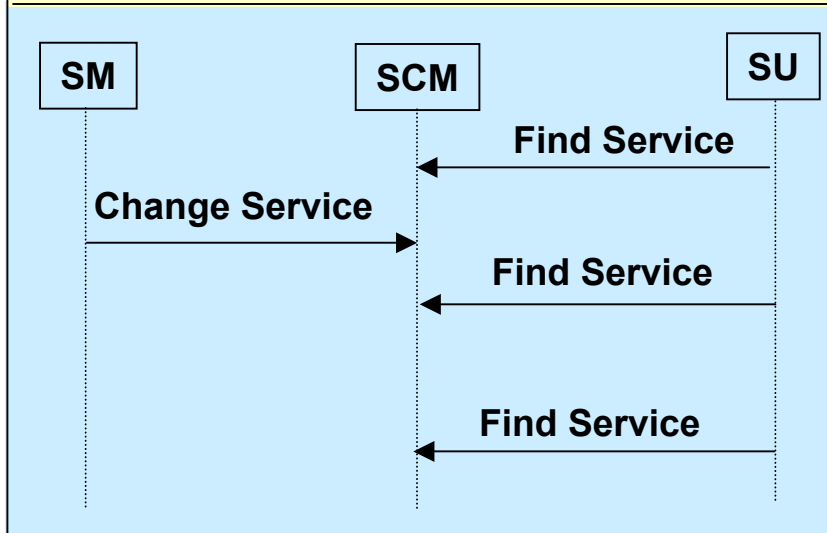 SM
SCM
SU
Find Service
Change Service
Find Service
Find Service